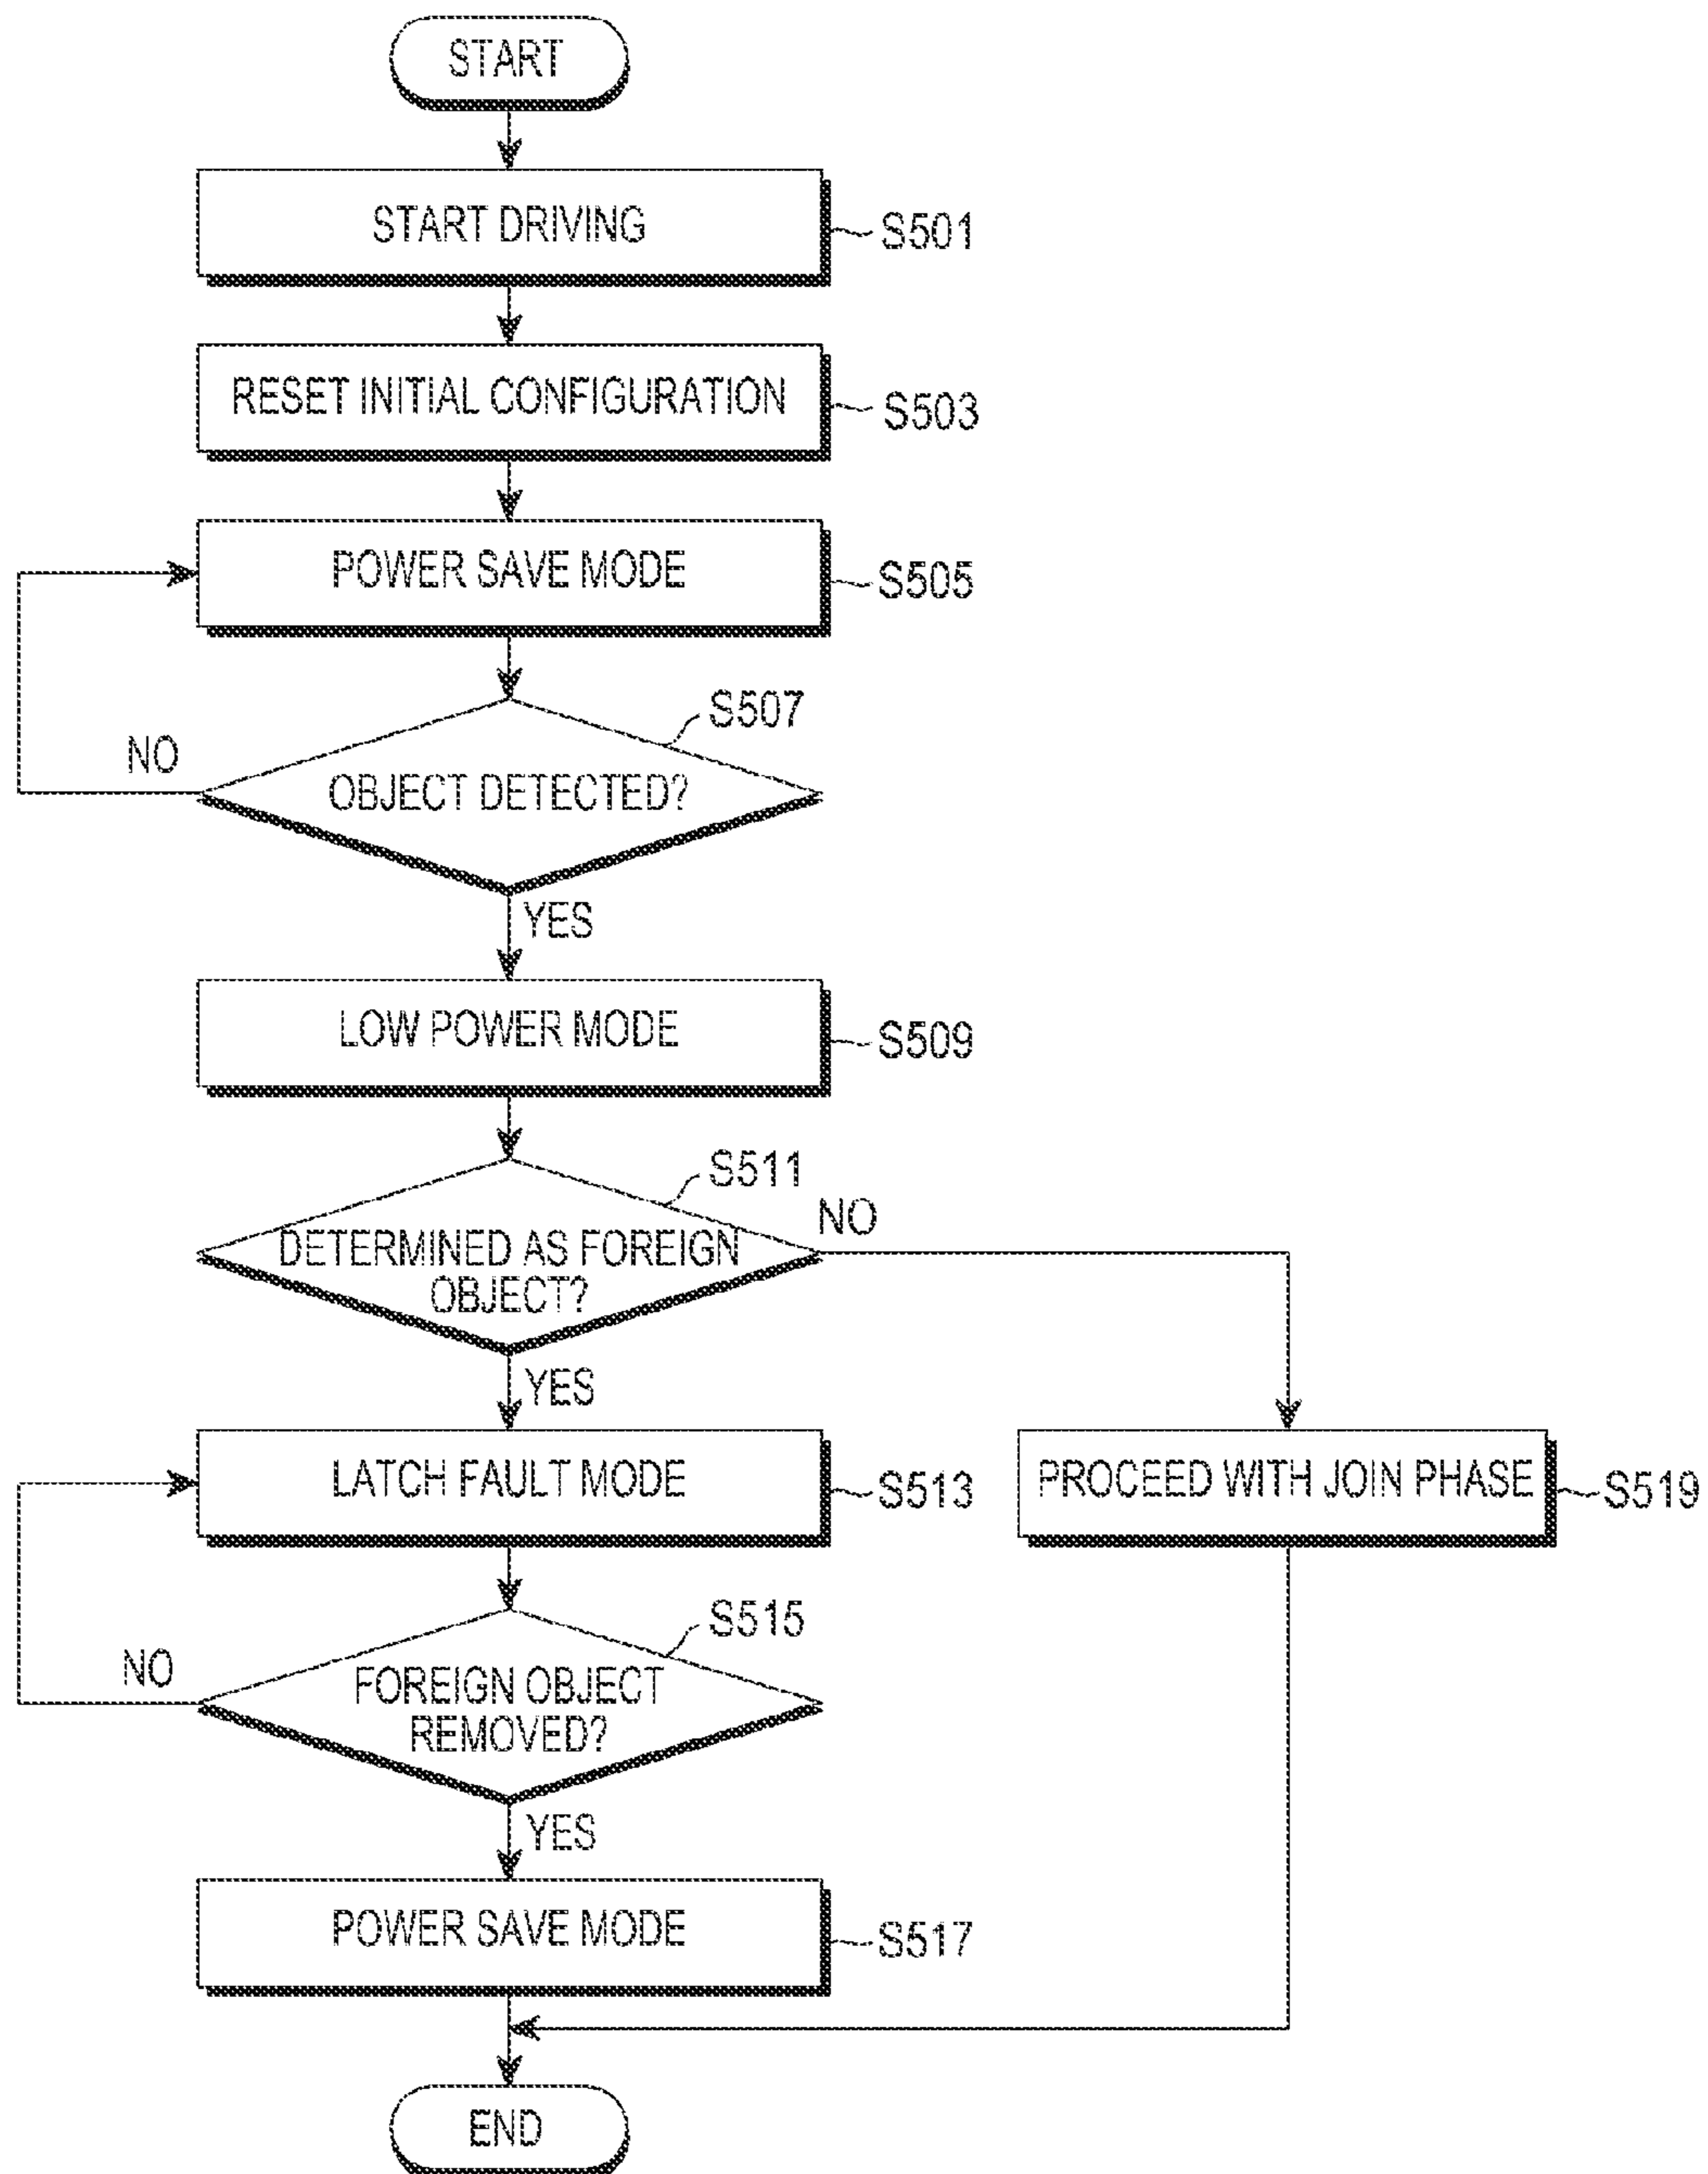 START
START DRIVING
S501
RESET INITIAL CONFIGURATION
S503
POWER SAVE MODE
S505
S507
NO
OBJECT DETECTED?
YES
LOW POWER MODE
S509
S511
NO
DETERMINED AS FOREIGN
OBJECT?
YES
LATCH FAULT MODE
S513
PROCEED WITH JOIN PHASE
S519
S515
NO
FOREIGN OBJECT
REMOVED?
YES
POWER SAVE MODE
S517
END